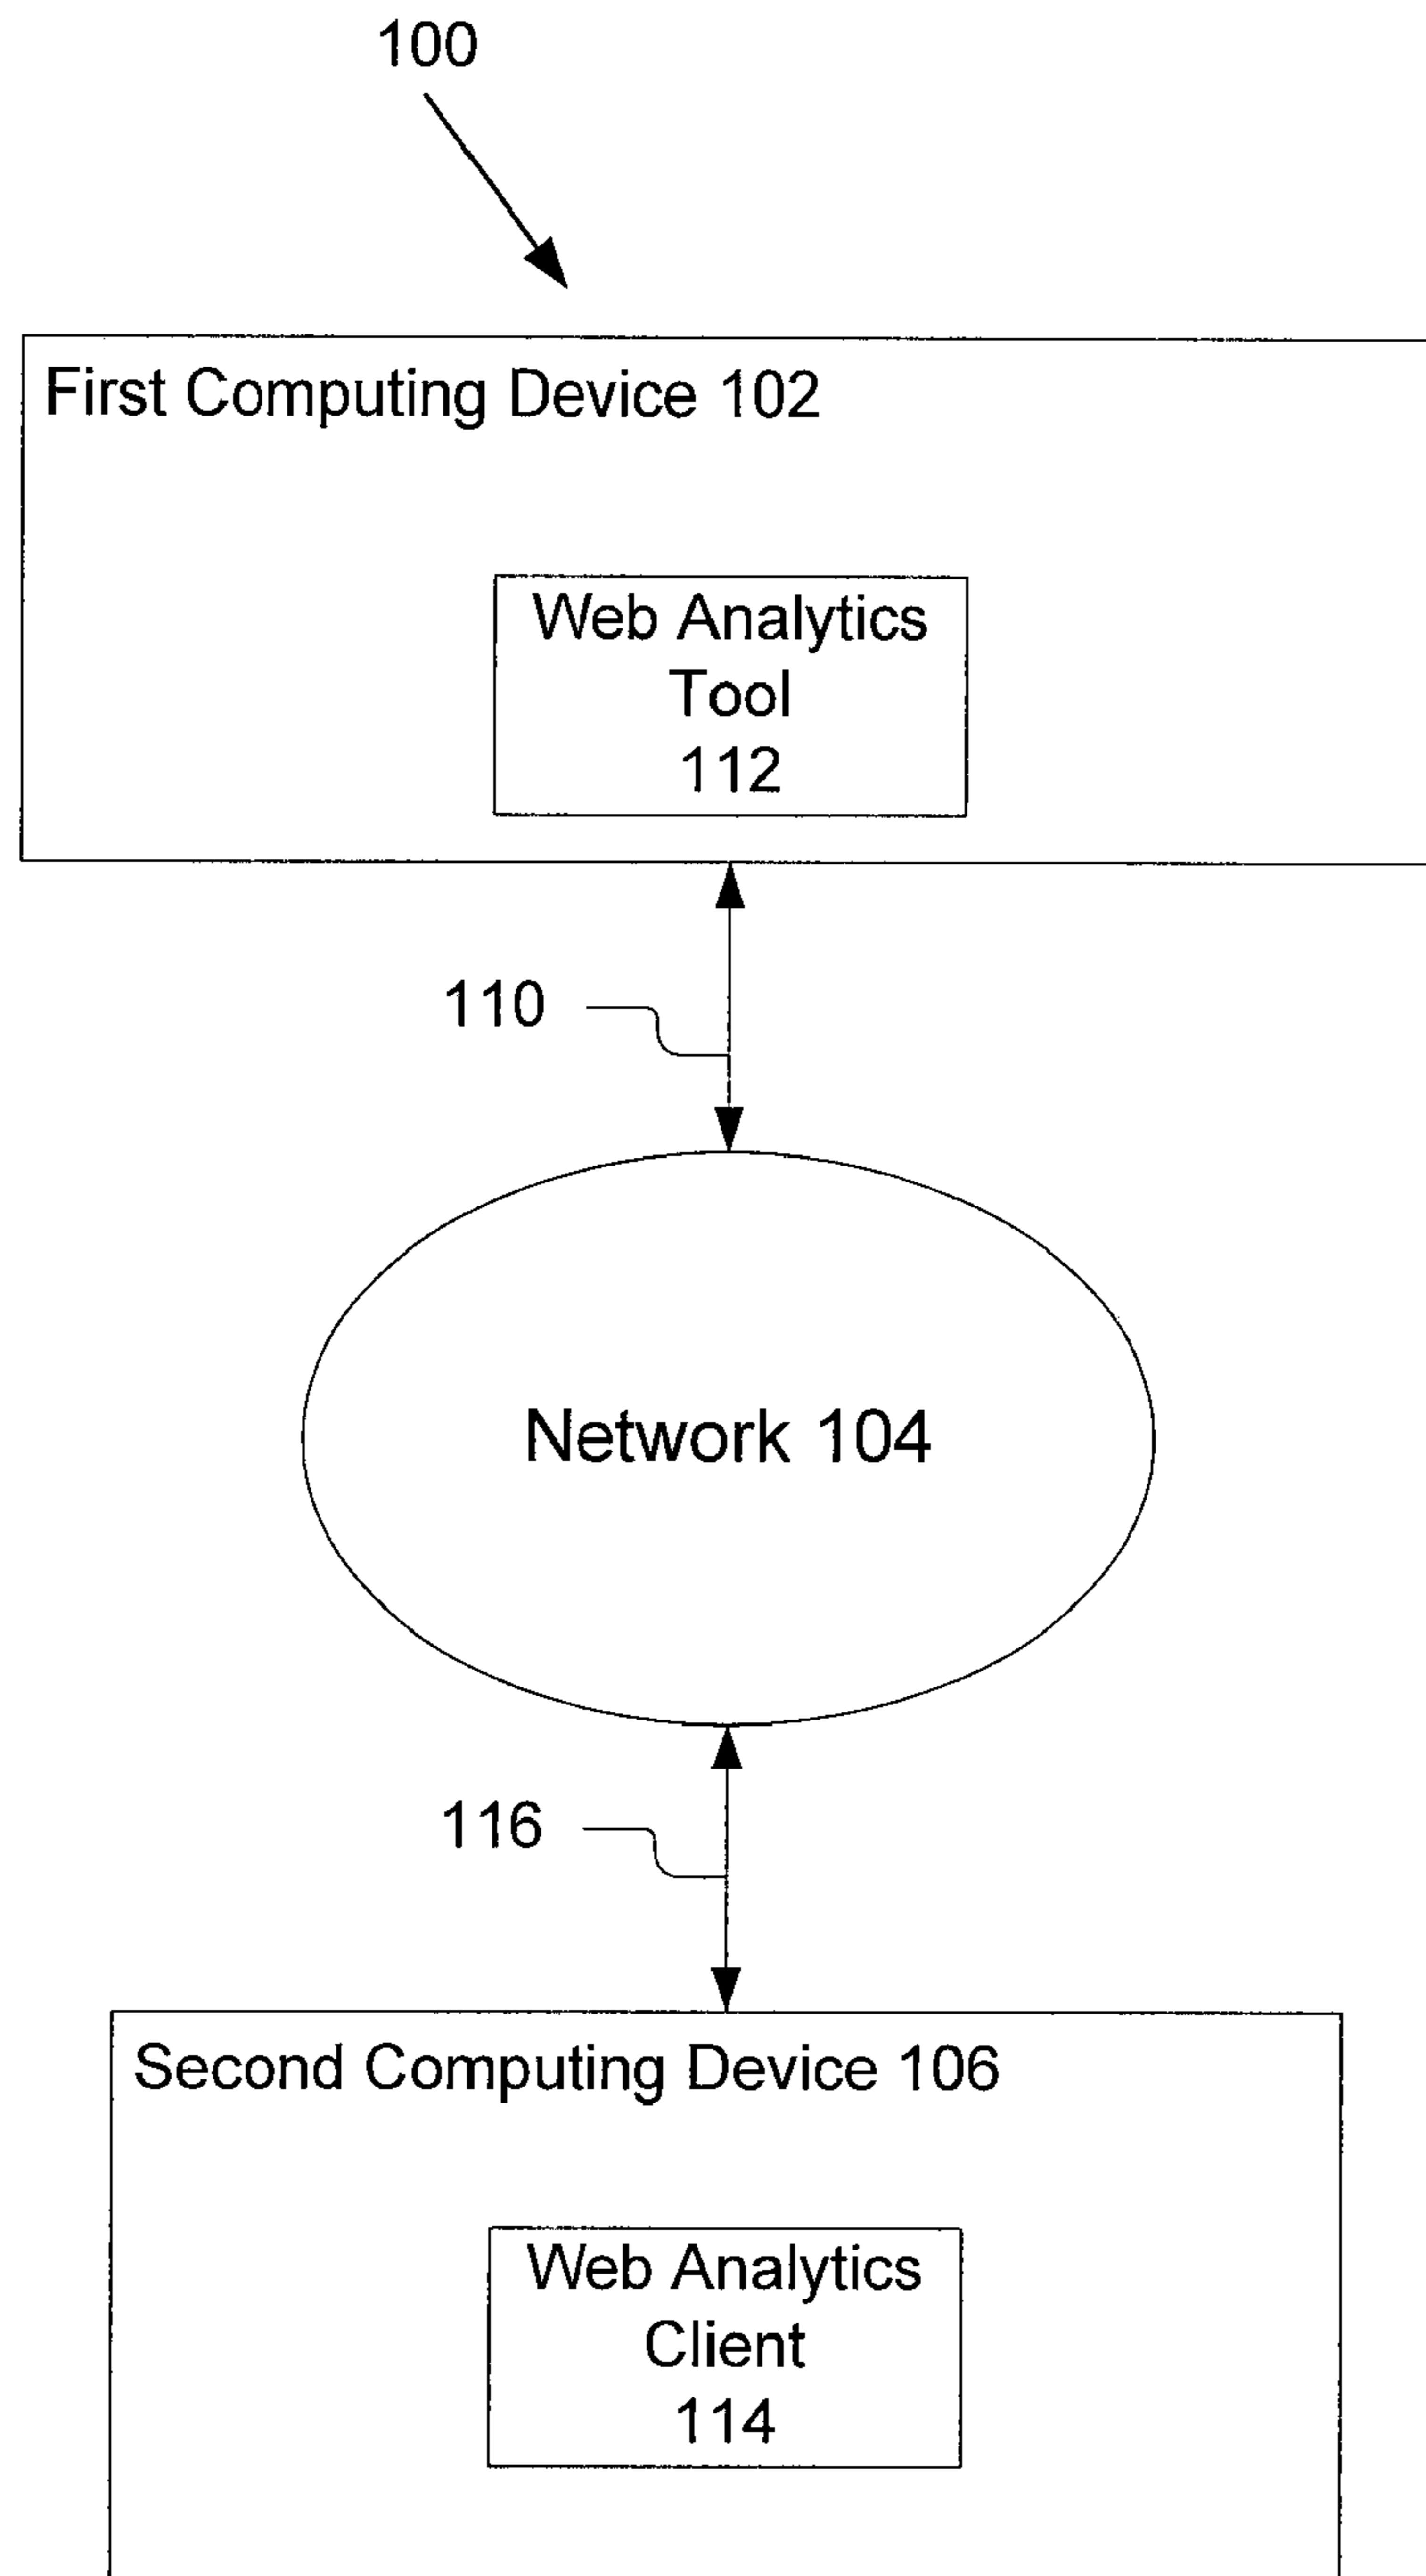 100
First Computing Device 102
Web Analytics
Tool
112
110
Network 104
116
Second Computing Device 106
Web Analytics
Client
114